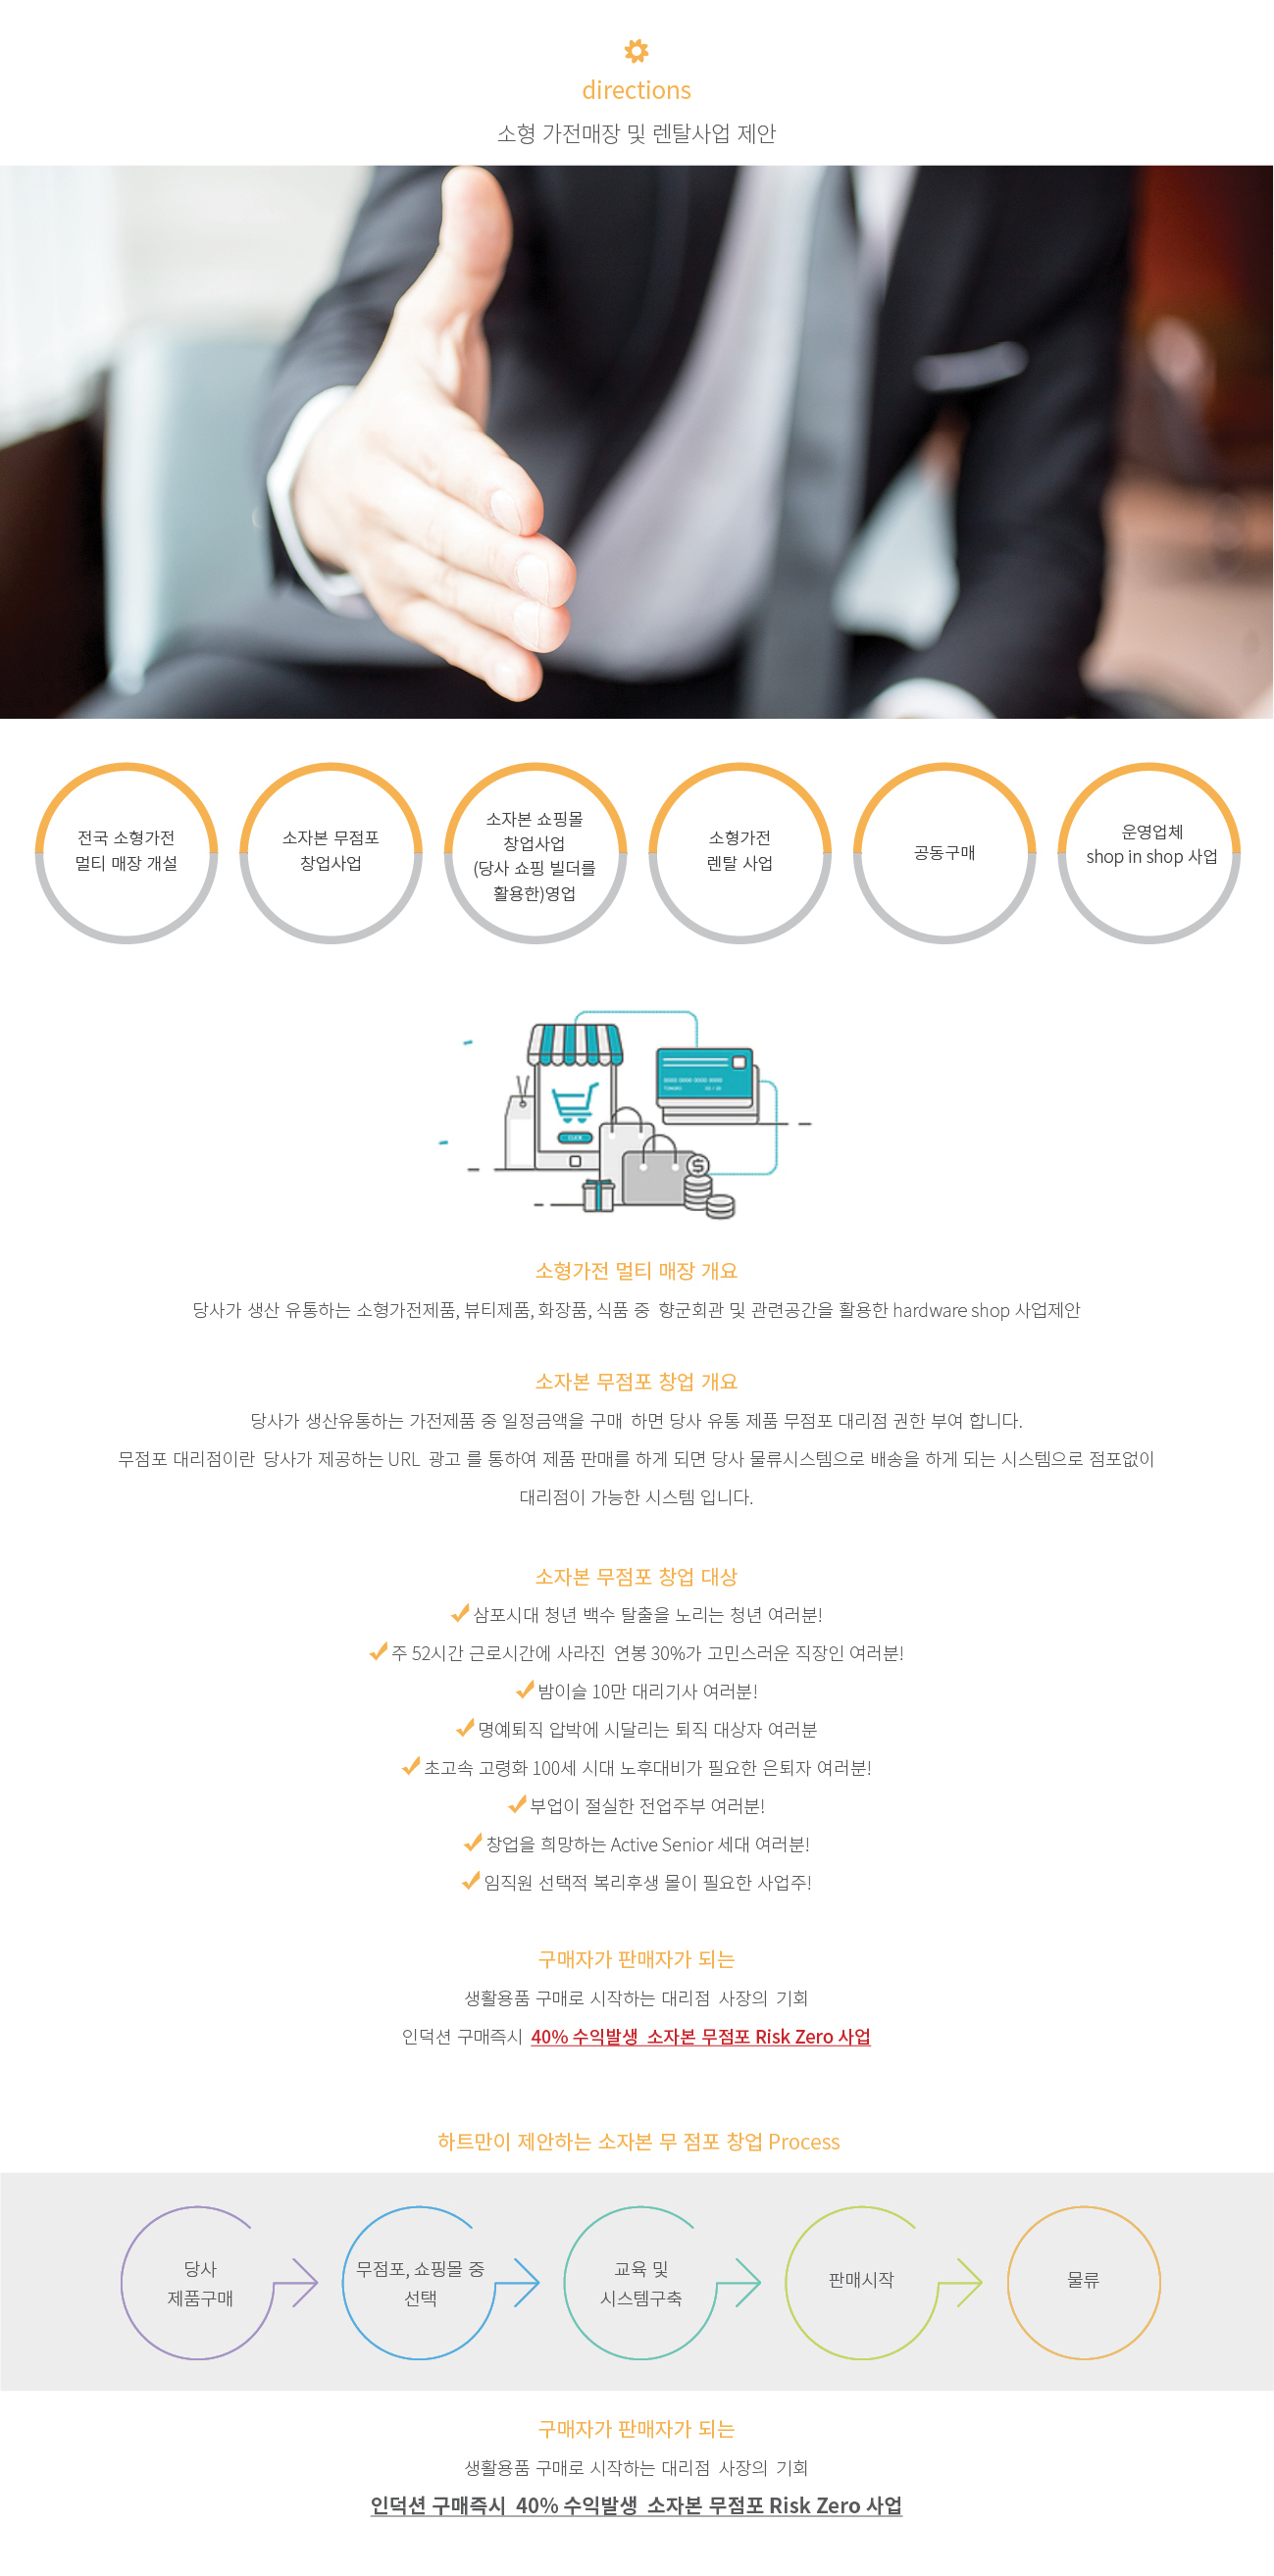 directions
소형 가전매장 및 렌탈사업 제안
전국 소형가전
멀티 매장 개설
소자본 무점포
창업사업
소자본 쇼핑몰
창업사업
(당사 쇼핑 빌더를
활용한)영업
소형가전
렌탈 사업
공동구매
운영업체
shop in shop 사업
CLICK
소형가전 멀티 매장 개요
당사가 생산 유통하는 소형가전제품, 뷰티제품, 화장품, 식품 중 향군회관 및 관련공간을 활용한 hardware shop 사업제안
소자본 무점포 창업 개요
당사가 생산유통하는 가전제품 중 일정금액을 구매 하면 당사 유통 제품 무점포 대리점 권한 부여 합니다.
무점포 대리점이란 당사가 제공하는 URL 광고 를 통하여 제품 판매를 하게 되면 당사 물류시스템으로 배송을 하게 되는 시스템으로 점포없이
대리점이 가능한 시스템 입니다.
소자본 무점포 창업 대상
삼포시대 청년 백수 탈출을 노리는 청년 여러분!
주 52시간 근로시간에 사라진 연봉 30%가 고민스러운 직장인 여러분!
밤이슬 10만 대리기사 여러분!
명예퇴직 압박에 시달리는 퇴직 대상자 여러분
초고속 고령화 100세 시대 노후대비가 필요한 은퇴자 여러분!
부업이 절실한 전업주부 여러분!
창업을 희망하는 Active Senior 세대 여러분!
임직원 선택적 복리후생 몰이 필요한 사업주!
구매자가 판매자가 되는
생활용품 구매로 시작하는 대리점 사장의 기회
인덕션 구매즉시 40% 수익발생 소자본 무점포 Risk Zero 사업
하트만이 제안하는 소자본 무 점포 창업 Process
당사
제품구매
무점포, 쇼핑몰 중
선택
교육 및
시스템구축
판매시작
물류
구매자가 판매자가 되는
생활용품 구매로 시작하는 대리점 사장의 기회
인덕션 구매즉시 40% 수익발생 소자본 무점포 Risk Zero 사업